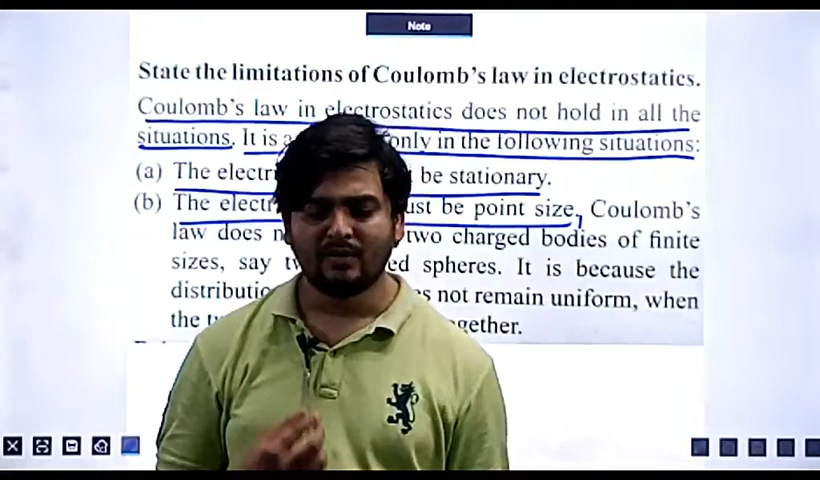 Note
State the limitations of Coulomb's law in electrostatics.
Coulomb's law in electrostatics does not hold in all the
situations. It is only in the following situations:
(a) The electri be stationary.
(b) The electr ust be point size, Coulomb's
law does n two charged bodies of finite
sizes, say tw ed spheres. It is because the
distributio s not remain uniform, when
the tw gether.